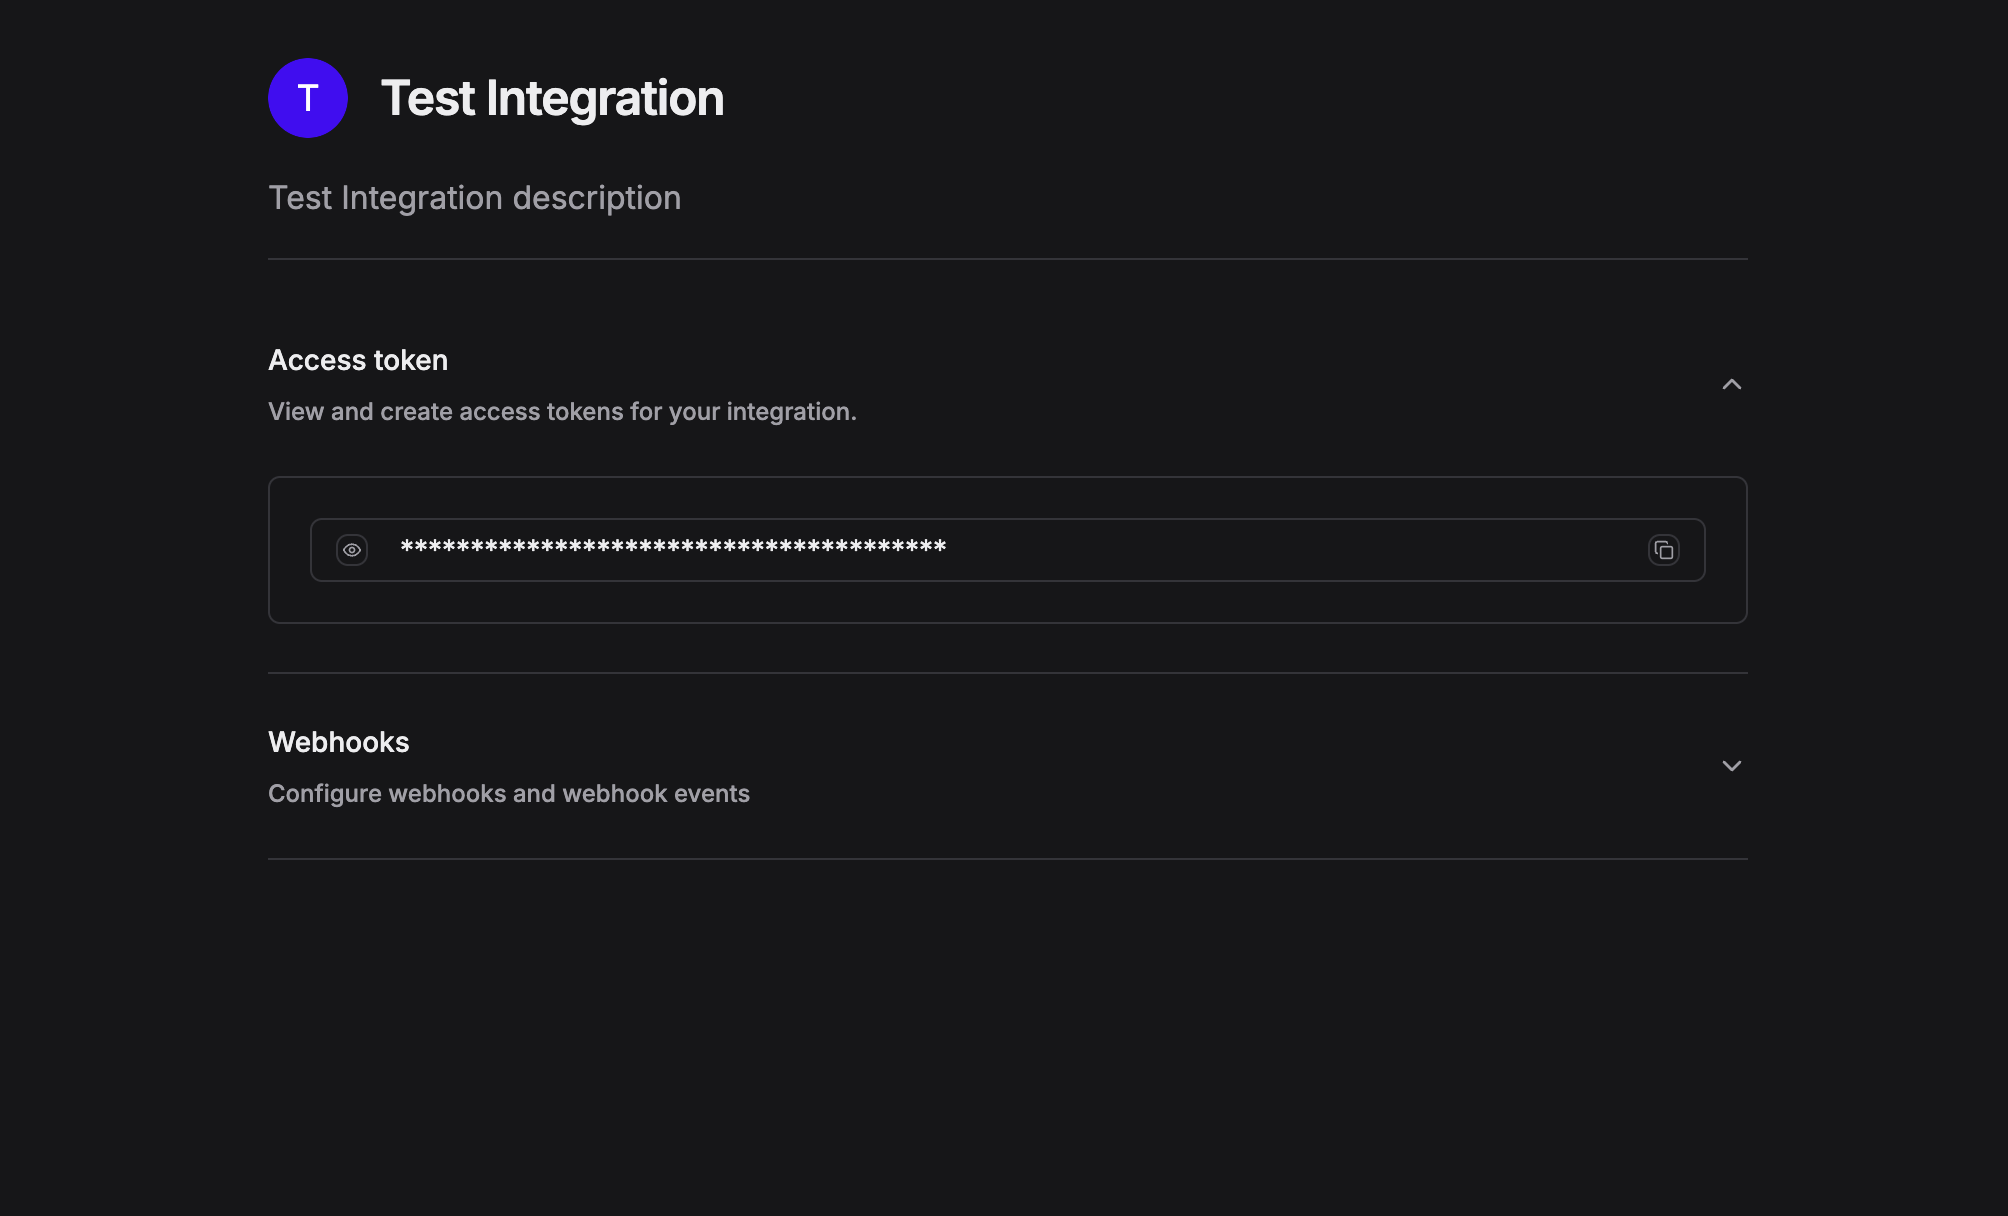 T
Test Integration
Test Integration description
Access token
View and create access tokens for your integration.
***************************************
Webhooks
Configure webhooks and webhook events